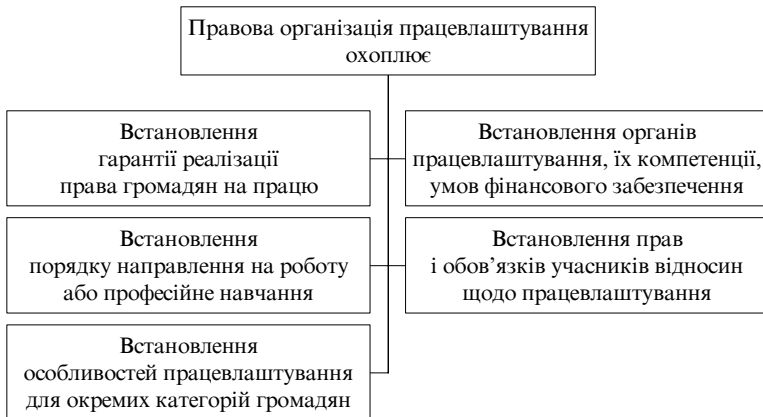 Правова організація працевлаштування
охоплює
Встановлення
гарантії реалізації
права громадян на працю
Встановлення органів
працевлаштування, їх компетенції,
умов фінансового забезпечення
Встановлення
порядку направлення на роботу
або професійне навчання
Встановлення прав
і обов’язків учасників відносин
щодо працевлаштування
Встановлення
особливостей працевлаштування
для окремих категорій громадян